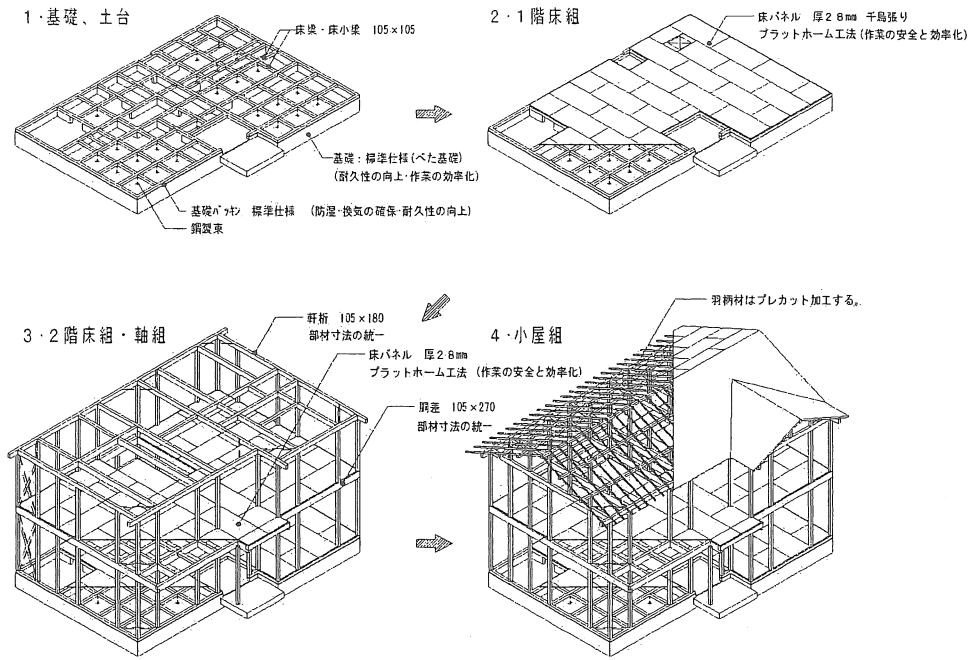 1・基礎、土台
床梁・床小梁 105×105
基礎：標準仕様(べた基礎)
(耐久性の向上・作業の効率化)
基礎パッキン 標準仕様 (防湿・換気の確保・耐久性の向上)
鋼製束
2・1階床組
床パネル 厚28mm 千鳥張り
プラットホーム工法(作業の安全と効率化)
3・2階床組・軸組
軒桁 105×180
部材寸法の統一
床パネル 厚28mm
プラットホーム工法 (作業の安全と効率化)
胴差 105×270
部材寸法の統一
4・小屋組
羽柄材はプレカット加工する。